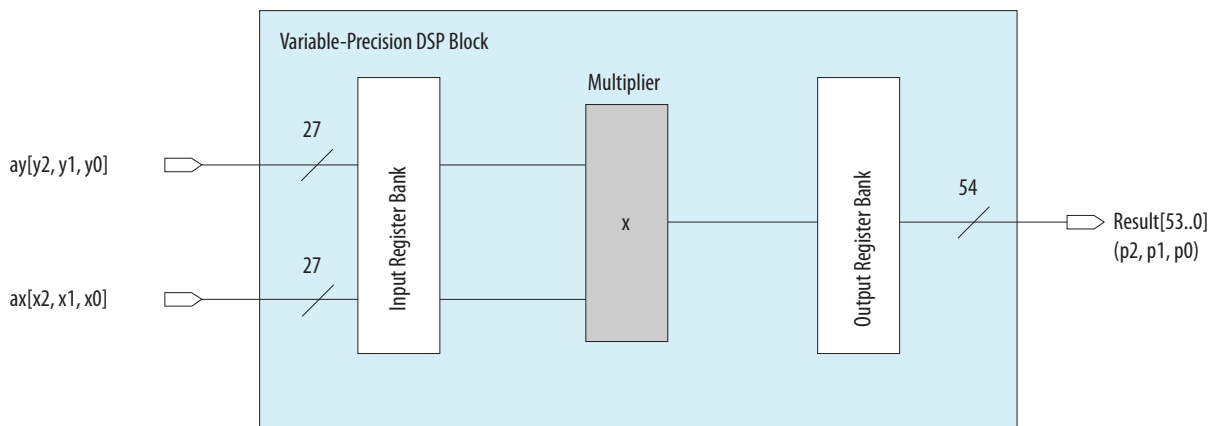 Variable-Precision DSP Block
Multiplier
27
ay[y2, y1, y0]
Input Register Bank
x
Output Register Bank
54
Result[53..0]
(p2, p1, p0)
27
ax[x2, x1, x0]